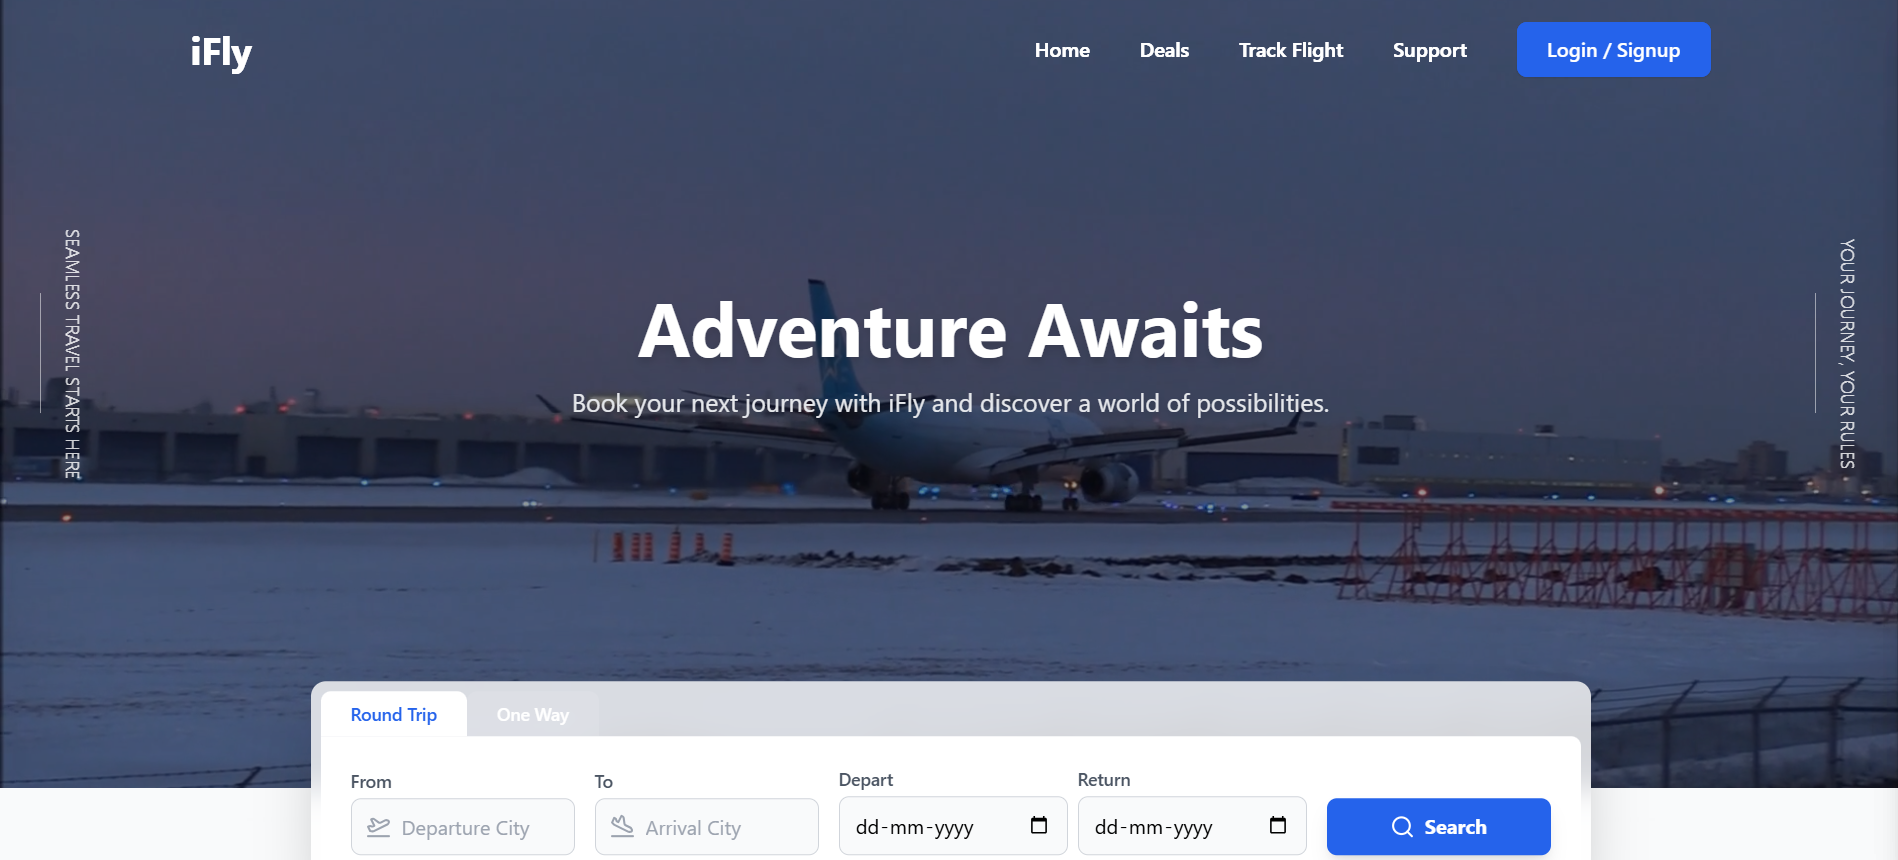 iFly
Home
Deals
Track Flight
Support
Login / Signup
SEAMLESS TRAVEL STARTS HERE
YOUR JOURNEY, YOUR RULES
Adventure Awaits
Book your next journey with iFly and discover a world of possibilities.
Round Trip
One Way
From
To
Depart
Return
Departure City
Arrival City
dd-mm-yyyy
dd-mm-yyyy
Search